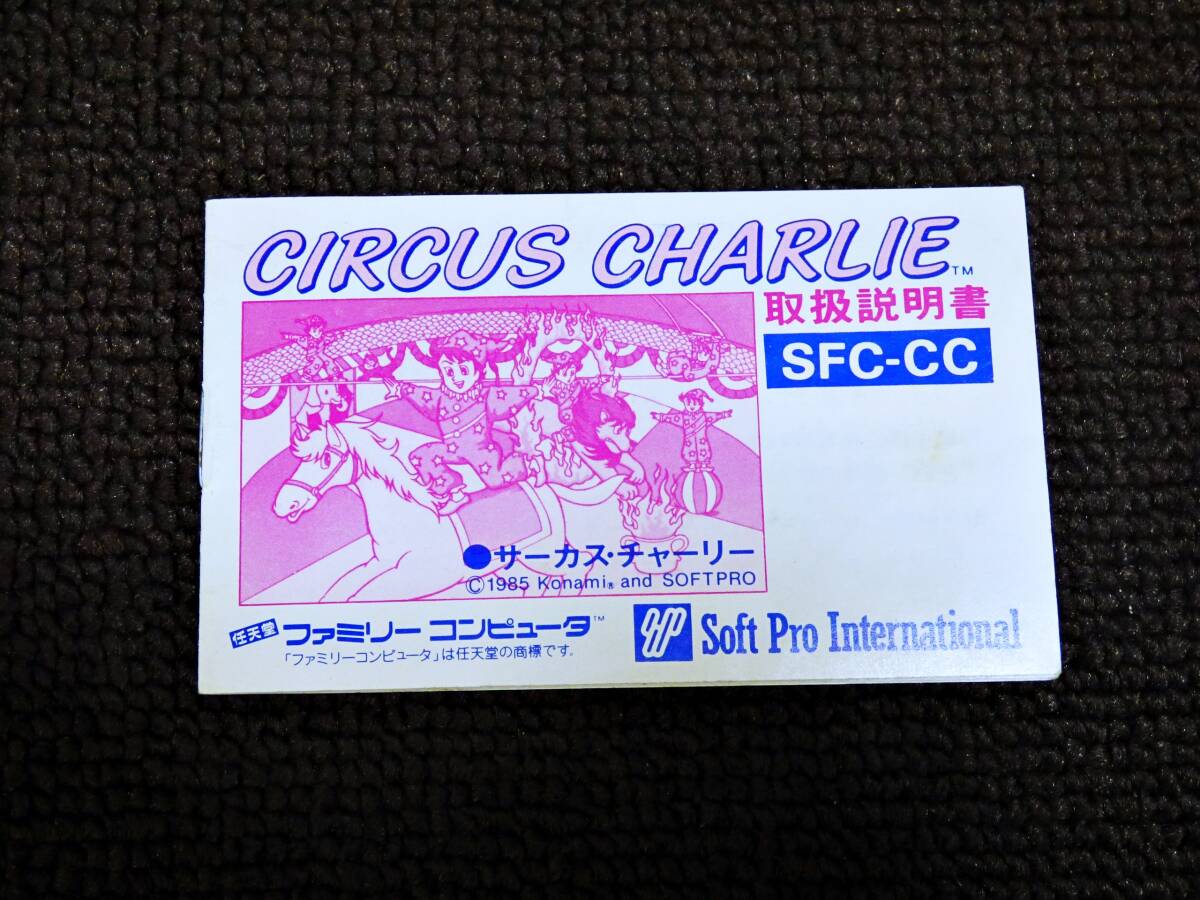 CIRCUS CHARLIE™
取扱説明書
SFC-CC
●サーカス・チャーリー
©1985 Konami® and SOFTPRO
任天堂 ファミリーコンピュータ™
「ファミリーコンピュータ」は任天堂の商標です。
Soft Pro International